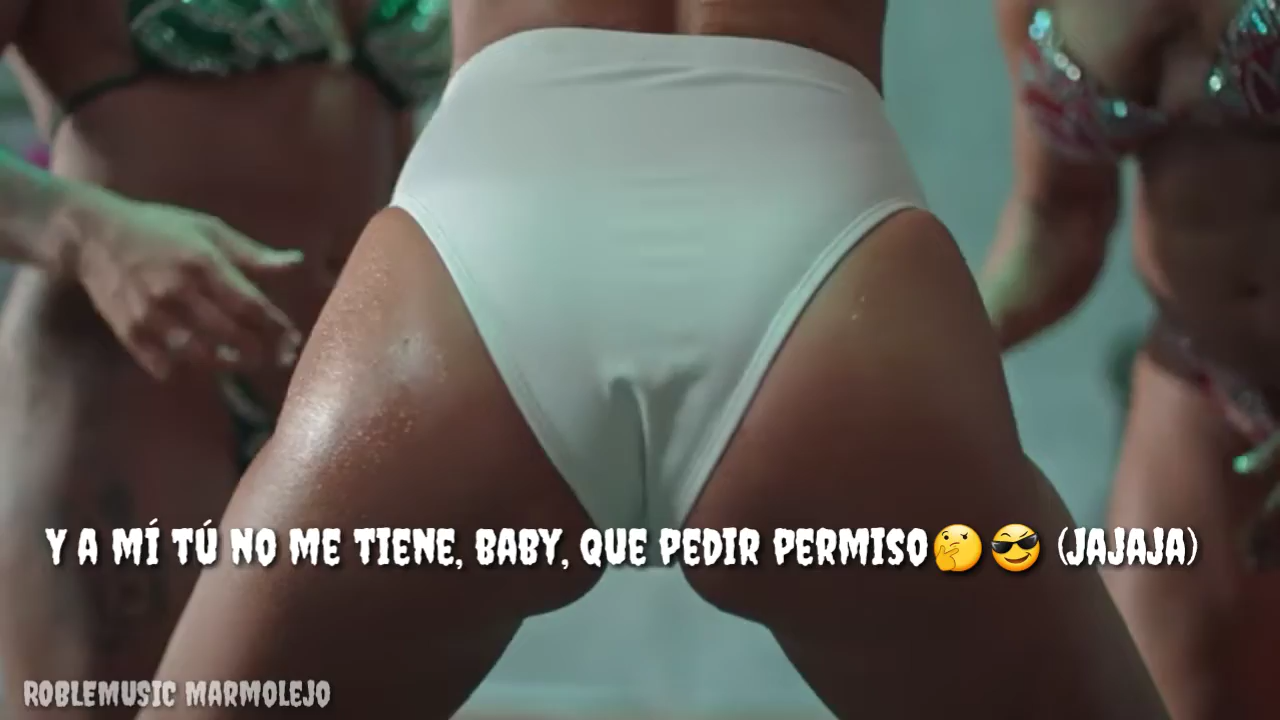 Y A MÍ TÚ NO ME TIENE, BABY, QUE PEDIR PERMISO🤔😎 (JAJAJA)
ROBLEMUSIC MARMOLEJO